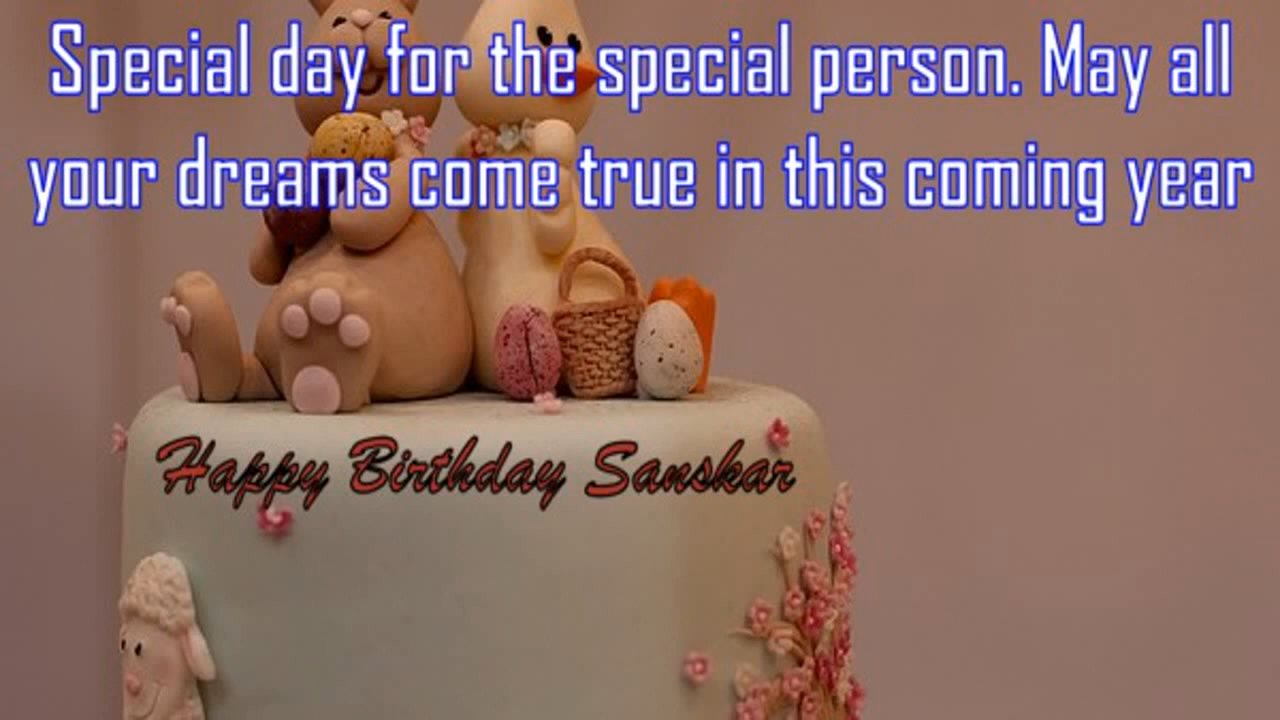 Special day for the special person. May all
your dreams come true in this coming year
Happy Birthday Sanskar